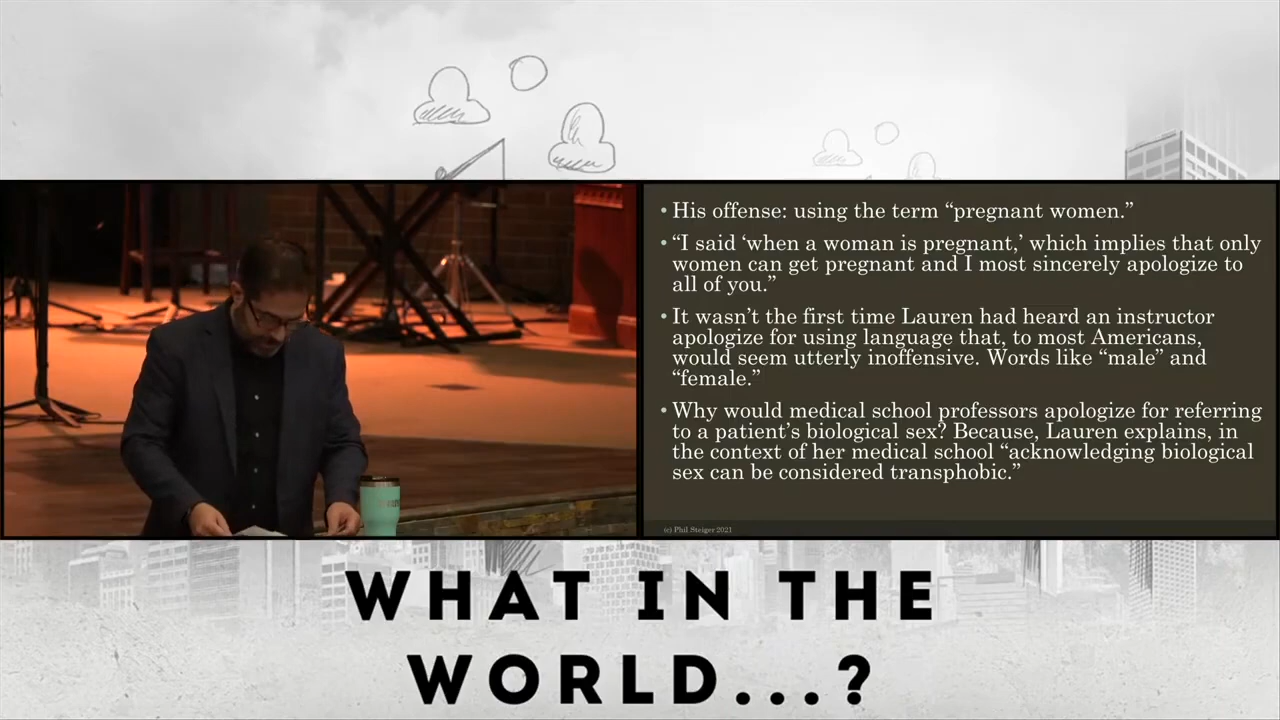 • His offense: using the term “pregnant women.”
• “I said ‘when a woman is pregnant,’ which implies that only
women can get pregnant and I most sincerely apologize to
all of you.”
• It wasn’t the first time Lauren had heard an instructor
apologize for using language that, to most Americans,
would seem utterly inoffensive. Words like “male” and
“female.”
• Why would medical school professors apologize for referring
to a patient’s biological sex? Because, Lauren explains, in
the context of her medical school “acknowledging biological
sex can be considered transphobic.”
(c) Phil Steiger 2021
WHAT IN THE
WORLD...?